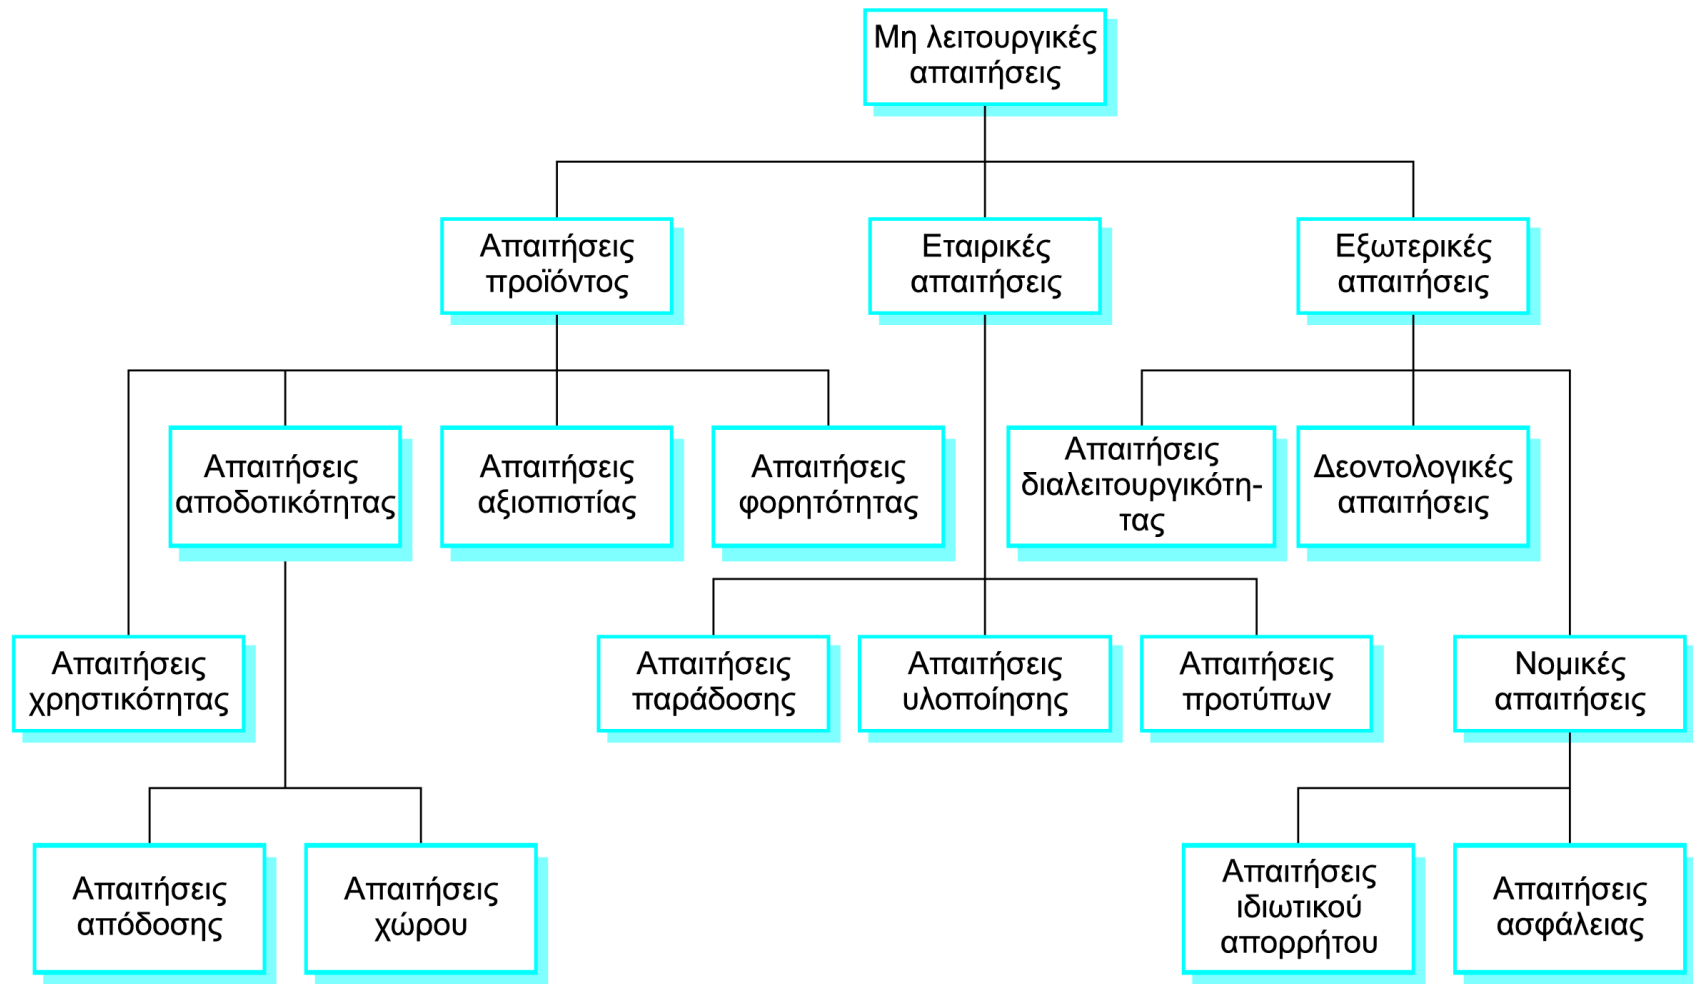 Μη λειτουργικές
απαιτήσεις
Απαιτήσεις
προϊόντος
Εταιρικές
απαιτήσεις
Εξωτερικές
απαιτήσεις
Απαιτήσεις
αποδοτικότητας
Απαιτήσεις
αξιοπιστίας
Απαιτήσεις
φορητότητας
Απαιτήσεις
διαλειτουργικότη-
τας
Δεοντολογικές
απαιτήσεις
Απαιτήσεις
χρηστικότητας
Απαιτήσεις
παράδοσης
Απαιτήσεις
υλοποίησης
Απαιτήσεις
προτύπων
Νομικές
απαιτήσεις
Απαιτήσεις
απόδοσης
Απαιτήσεις
χώρου
Απαιτήσεις
ιδιωτικού
απορρήτου
Απαιτήσεις
ασφάλειας